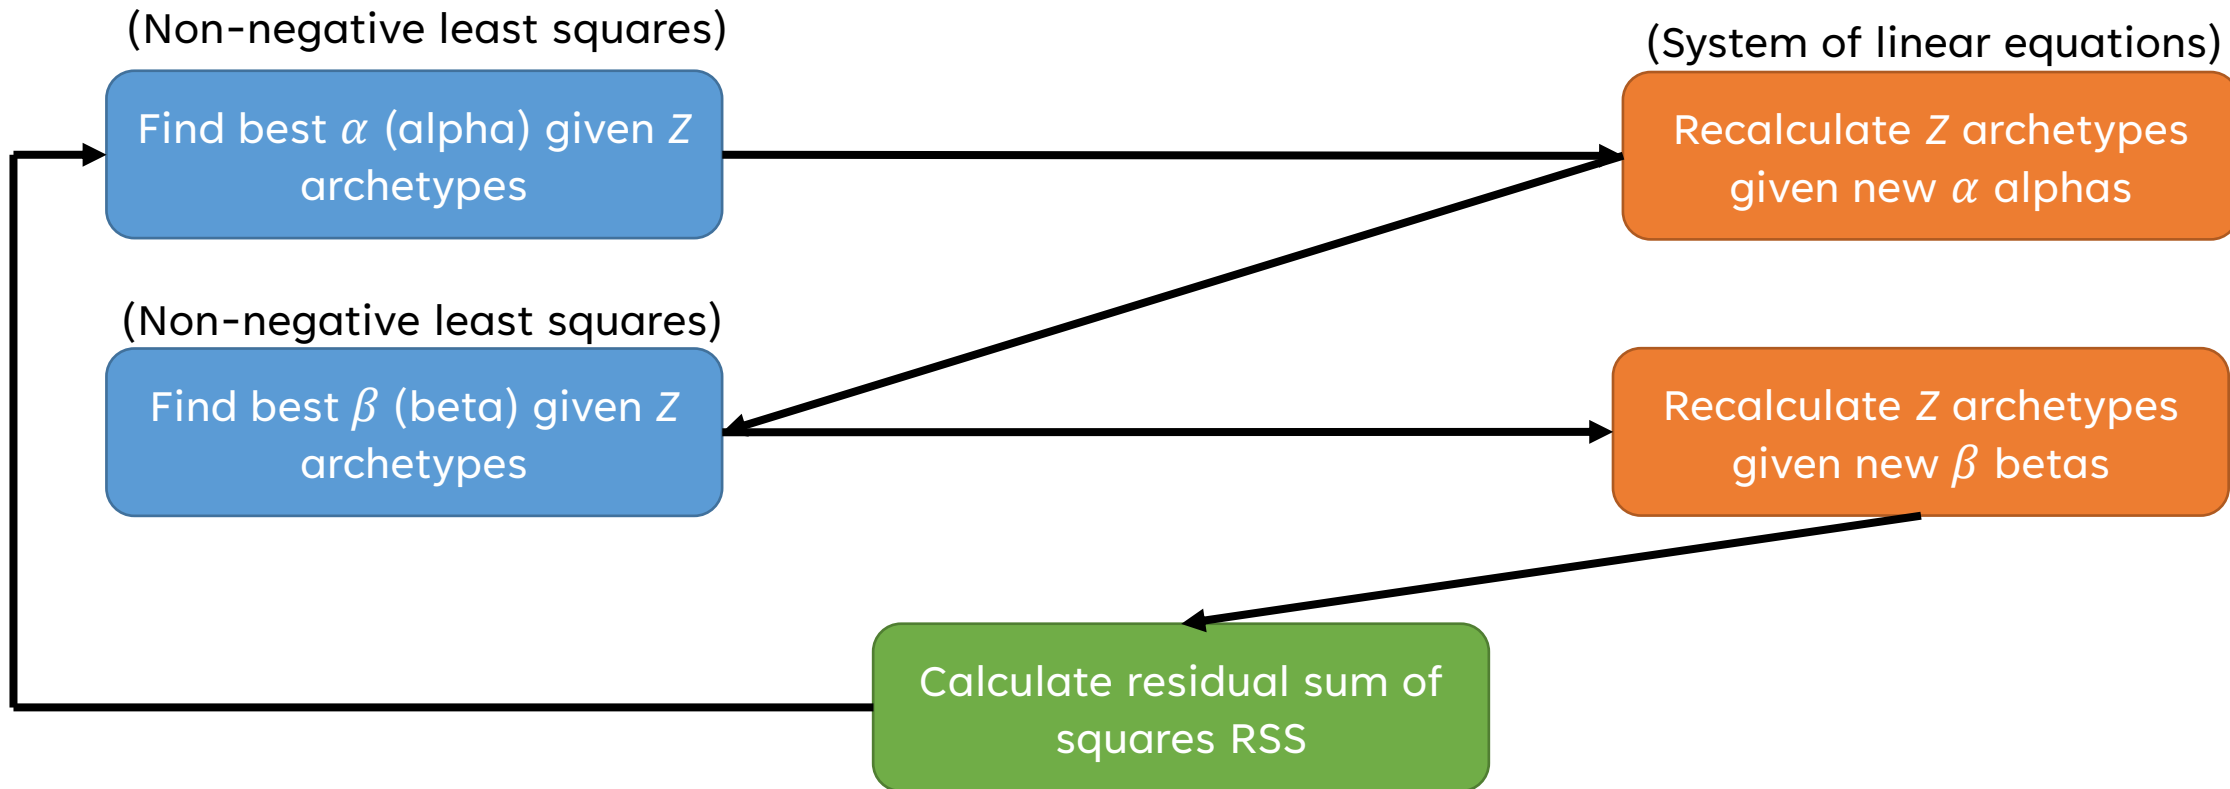 (Non-negative least squares)
(System of linear equations)
Find best α (alpha) given Z
archetypes
Recalculate Z archetypes
given new α alphas
(Non-negative least squares)
Find best β (beta) given Z
archetypes
Recalculate Z archetypes
given new β betas
Calculate residual sum of
squares RSS